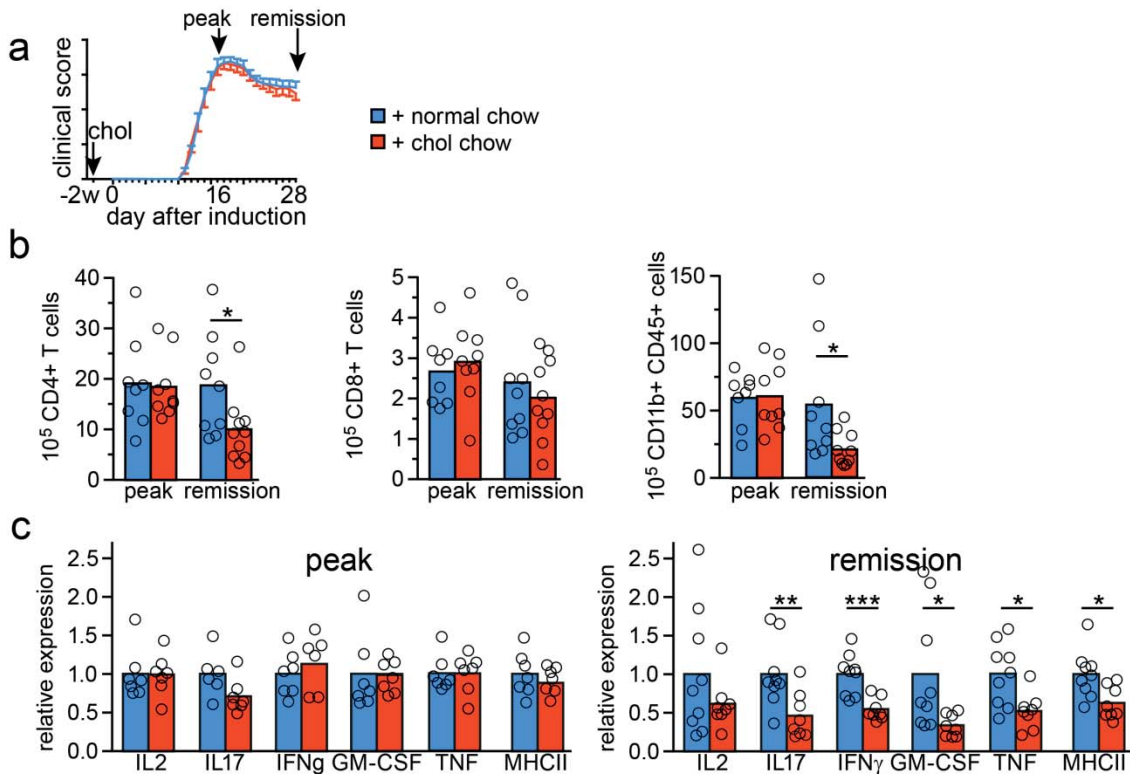 a
peak remission
clinical score
chol
-2w 0 16 28
day after induction
+ normal chow
+ chol chow
b
10⁵ CD4+ T cells
40
30
20
10
0
*
peak remission
10⁵ CD8+ T cells
5
4
3
2
1
0
peak remission
10⁵ CD11b+ CD45+ cells
150
100
50
0
*
peak remission
c
peak
relative expression
2.5
2.0
1.5
1.0
0.5
0.0
IL2 IL17 IFNg GM-CSF TNF MHCII
remission
relative expression
2.5
2.0
1.5
1.0
0.5
0.0
** *** * * *
IL2 IL17 IFNγ GM-CSF TNF MHCII